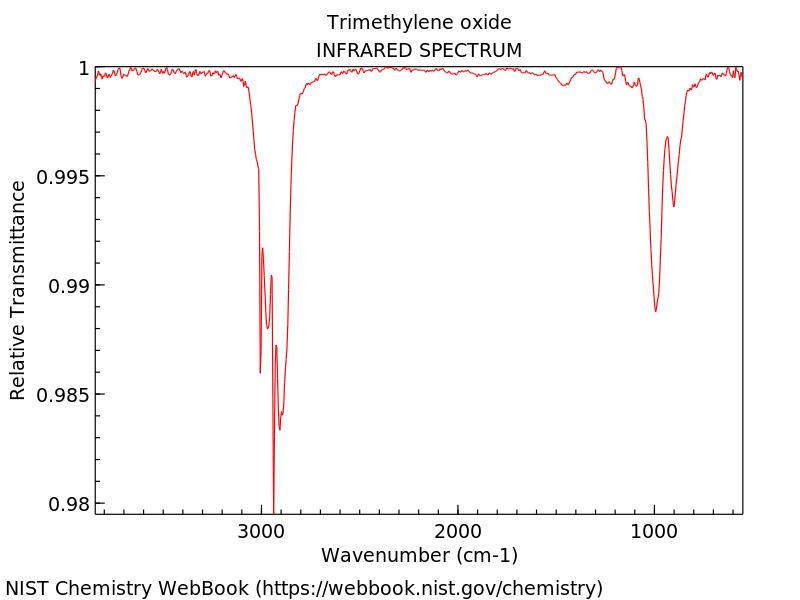 Trimethylene oxide
INFRARED SPECTRUM
1
0.995
0.99
0.985
0.98
Relative Transmittance
3000 2000 1000
Wavenumber (cm-1)
NIST Chemistry WebBook (https://webbook.nist.gov/chemistry)